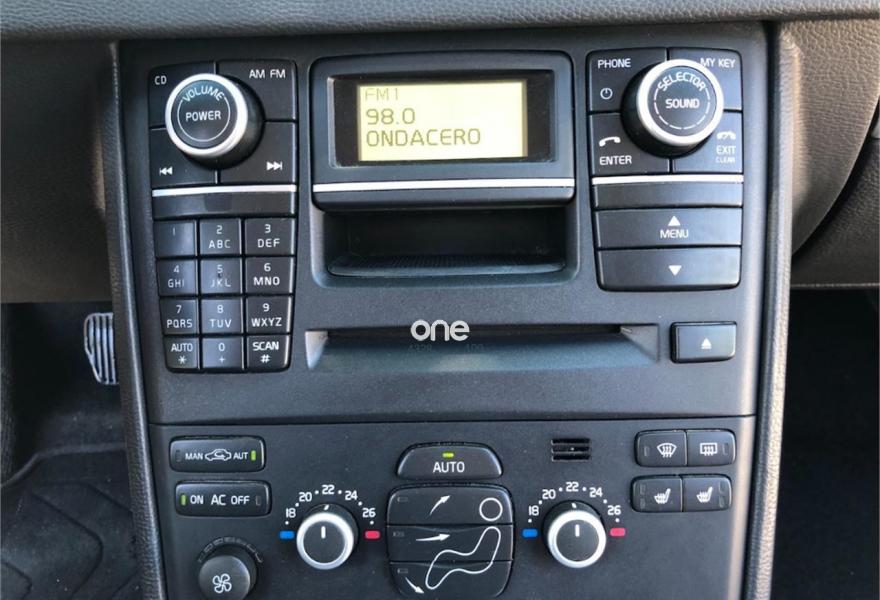 CD
AM FM
VOLUME
POWER
FM1
98.0
ONDACERO
PHONE
MY KEY
SELECTOR
SOUND
ENTER
EXIT
CLEAR
MENU
1
2
ABC
3
DEF
4
GHI
5
JKL
6
MNO
7
PQRS
8
TUV
9
WXYZ
AUTO
*
0
+
SCAN
#
one
MAN AUT
ON AC OFF
AUTO
18 20 22 24 26
18 20 22 24 26